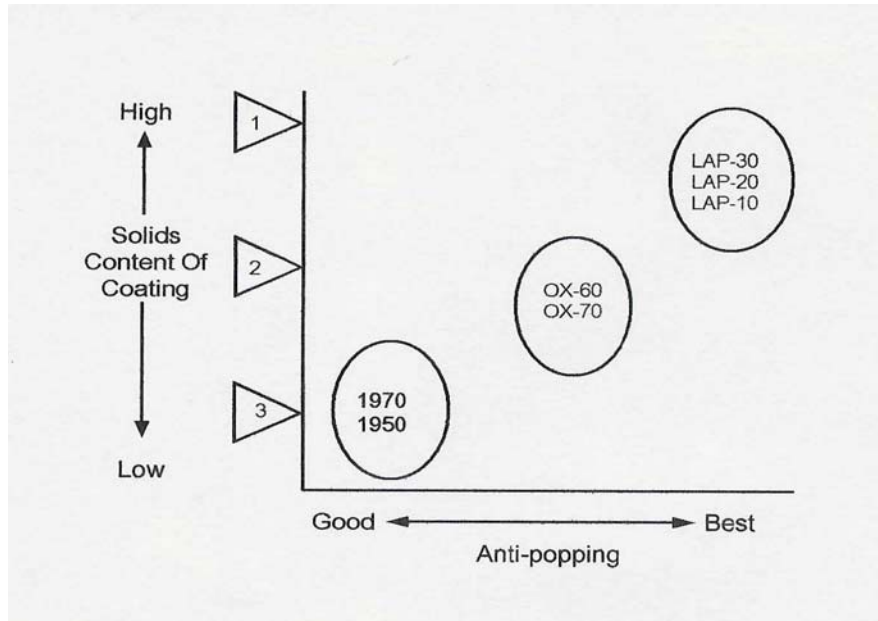 High
1
Solids
Content Of
Coating
2
3
Low
LAP-30
LAP-20
LAP-10
OX-60
OX-70
1970
1950
Good
Best
Anti-popping